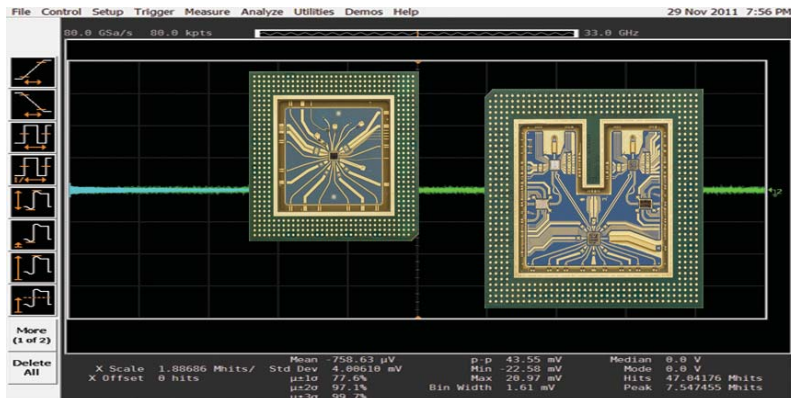 File Control Setup Trigger Measure Analyze Utilities Demos Help 29 Nov 2011 7:56 PM
80.0 GSa/s 80.0 kpts 33.0 GHz
More
(1 of 2)
Delete
All
Mean -758.63 µV p-p 43.55 mV Median 0.0 V
X Scale 1.88686 Mhits/ Std Dev 4.00610 mV Min -22.58 mV Mode 0.0 V
X Offset 0 hits µ±1σ 77.6% Max 20.97 mV Hits 47.04176 Mhits
µ±2σ 97.1% Bin Width 1.61 mV Peak 7.547455 Mhits
µ±3σ 99.7%